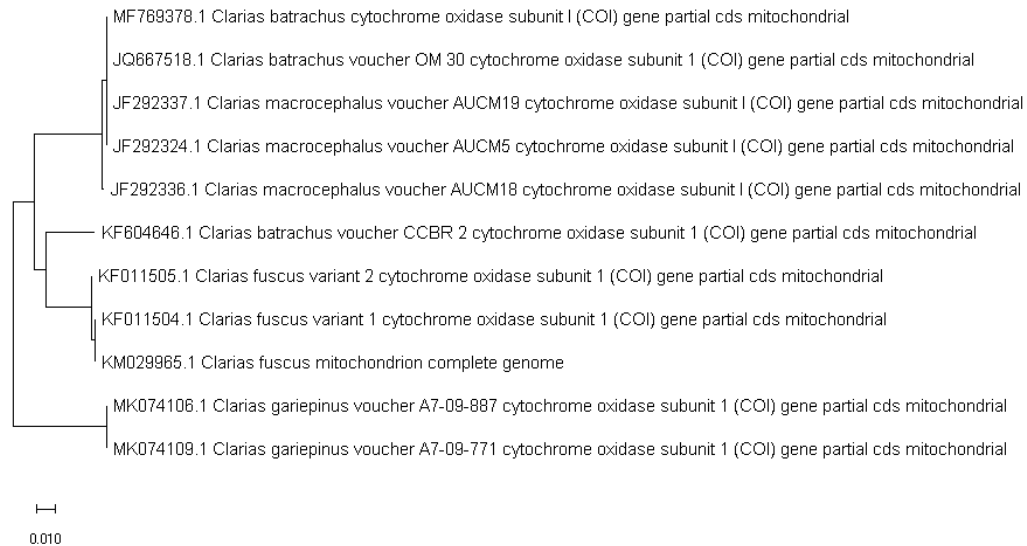 MF769378.1 Clarias batrachus cytochrome oxidase subunit I (COI) gene partial cds mitochondrial
JQ667518.1 Clarias batrachus voucher OM 30 cytochrome oxidase subunit 1 (COI) gene partial cds mitochondrial
JF292337.1 Clarias macrocephalus voucher AUCM19 cytochrome oxidase subunit I (COI) gene partial cds mitochondrial
JF292324.1 Clarias macrocephalus voucher AUCM5 cytochrome oxidase subunit I (COI) gene partial cds mitochondrial
JF292336.1 Clarias macrocephalus voucher AUCM18 cytochrome oxidase subunit I (COI) gene partial cds mitochondrial
KF604646.1 Clarias batrachus voucher CCBR 2 cytochrome oxidase subunit 1 (COI) gene partial cds mitochondrial
KF011505.1 Clarias fuscus variant 2 cytochrome oxidase subunit 1 (COI) gene partial cds mitochondrial
KF011504.1 Clarias fuscus variant 1 cytochrome oxidase subunit 1 (COI) gene partial cds mitochondrial
KM029965.1 Clarias fuscus mitochondrion complete genome
MK074106.1 Clarias gariepinus voucher A7-09-887 cytochrome oxidase subunit 1 (COI) gene partial cds mitochondrial
MK074109.1 Clarias gariepinus voucher A7-09-771 cytochrome oxidase subunit 1 (COI) gene partial cds mitochondrial
0.010